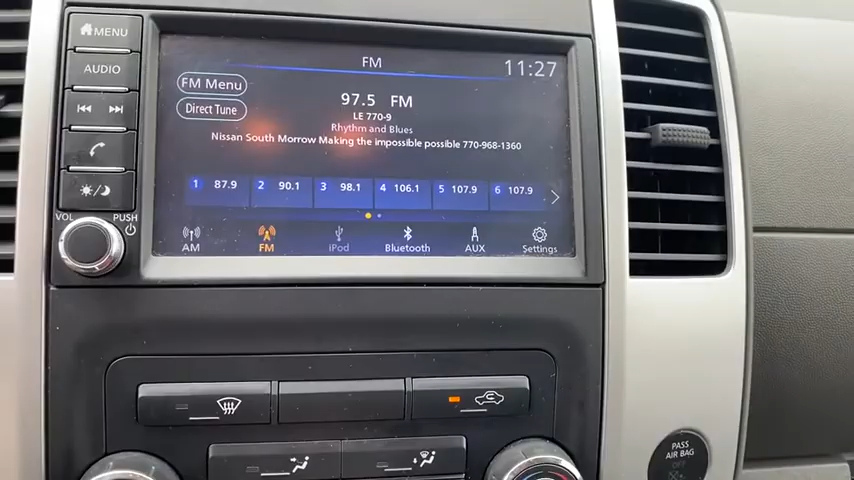 MENU
AUDIO
VOL
PUSH
FM
11:27
FM Menu
Direct Tune
97.5 FM
LE 770-9
Rhythm and Blues
Nissan South Morrow Making the impossible possible 770-968-1360
1 87.9
2 90.1
3 98.1
4 106.1
5 107.9
6 107.9
AM
FM
iPod
Bluetooth
AUX
Settings
PASS
AIR BAG
OFF